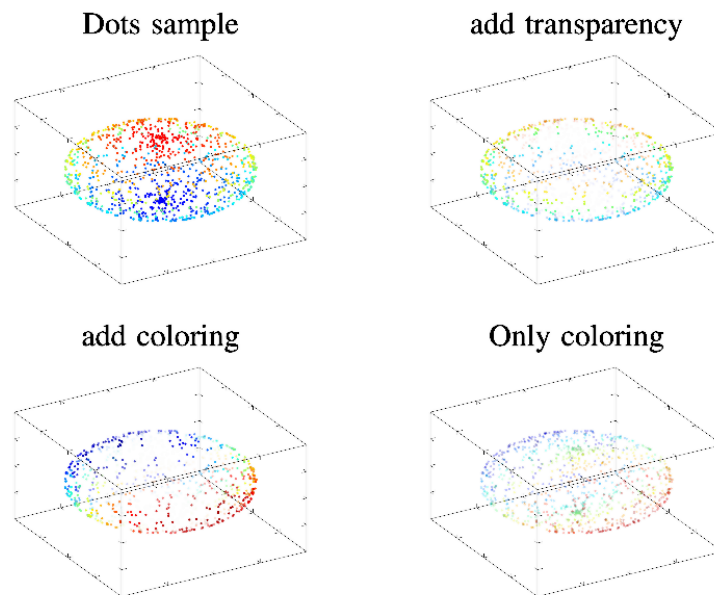 Dots sample
add transparency
add coloring
Only coloring